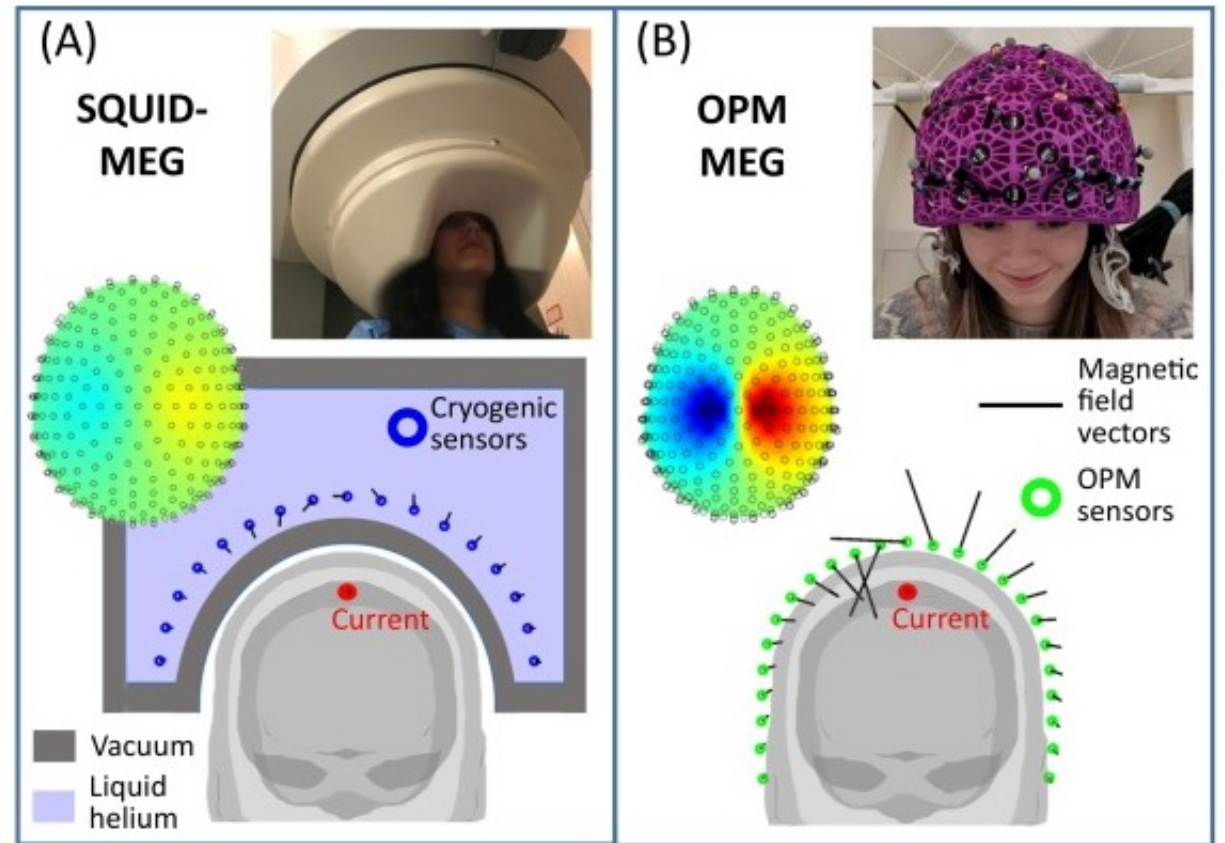 (A)
SQUID-
MEG
Cryogenic
sensors
Current
Vacuum
Liquid
helium
(B)
OPM
MEG
Magnetic
field
vectors
OPM
sensors
Current